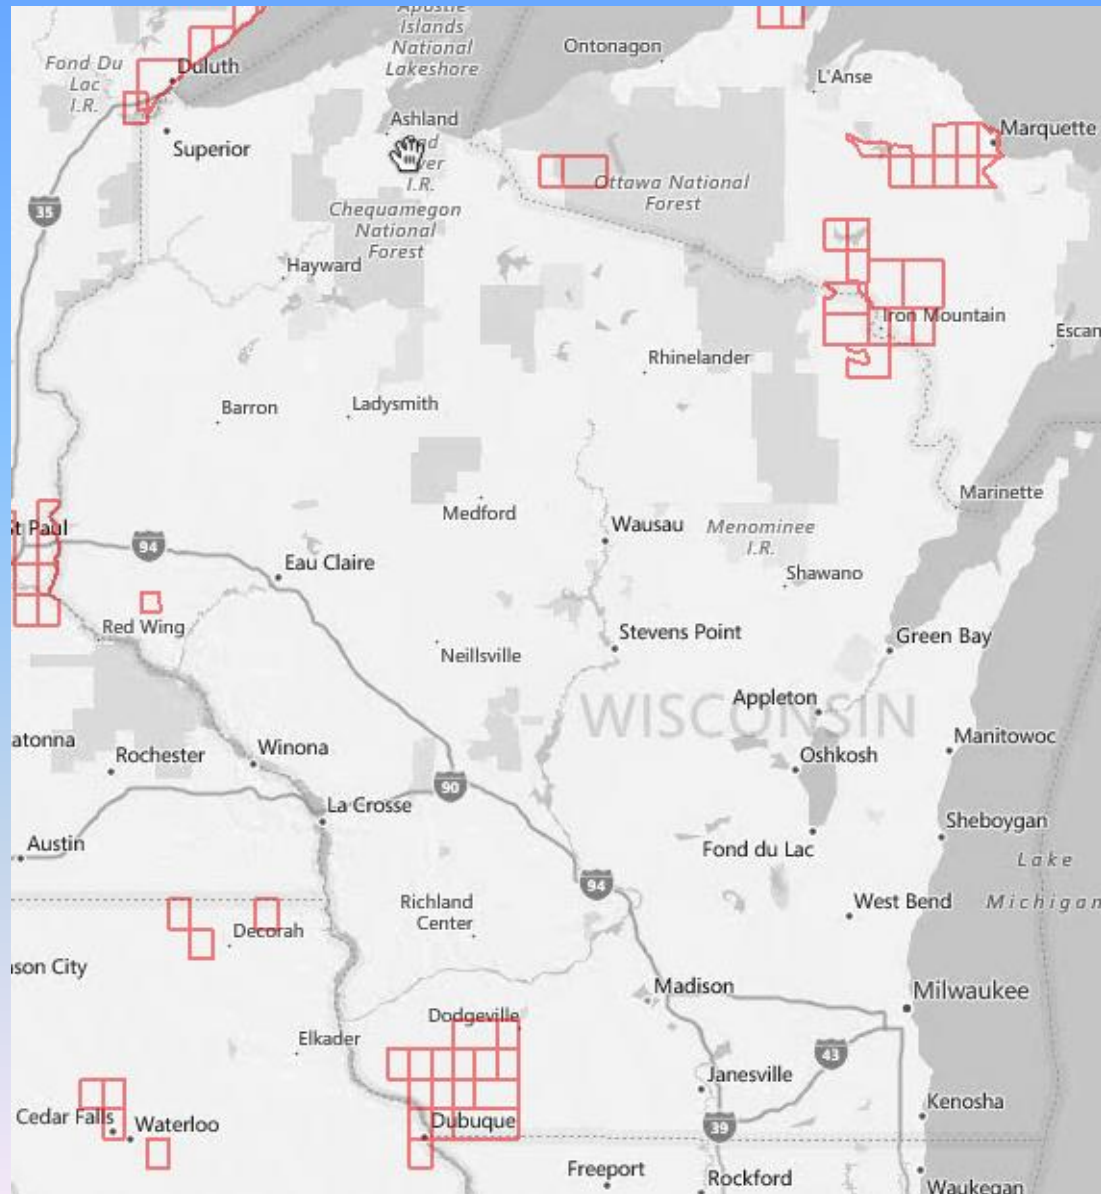 Apostle
Islands
National
Lakeshore
Ontonagon
Fond Du
Lac
I.R.
Duluth
L'Anse
Ashland
Superior
I.R.
Marquette
Ottawa National
Forest
35
Chequamegon
National
Forest
Hayward
Iron Mountain
Escan
Rhinelander
Barron
Ladysmith
Marinette
Medford
t Paul
94
Wausau
Menominee
I.R.
Eau Claire
Shawano
Red Wing
Stevens Point
Green Bay
Neillsville
Appleton
WISCONSIN
atonna
Rochester
Winona
Oshkosh
Manitowoc
90
La Crosse
Sheboygan
Austin
Fond du Lac
Lake
Michigan
94
Richland
Center
West Bend
Decorah
son City
Madison
Milwaukee
Dodgeville
Elkader
43
Janesville
Kenosha
Cedar Falls
Waterloo
Dubuque
39
Freeport
Rockford
Waukegan